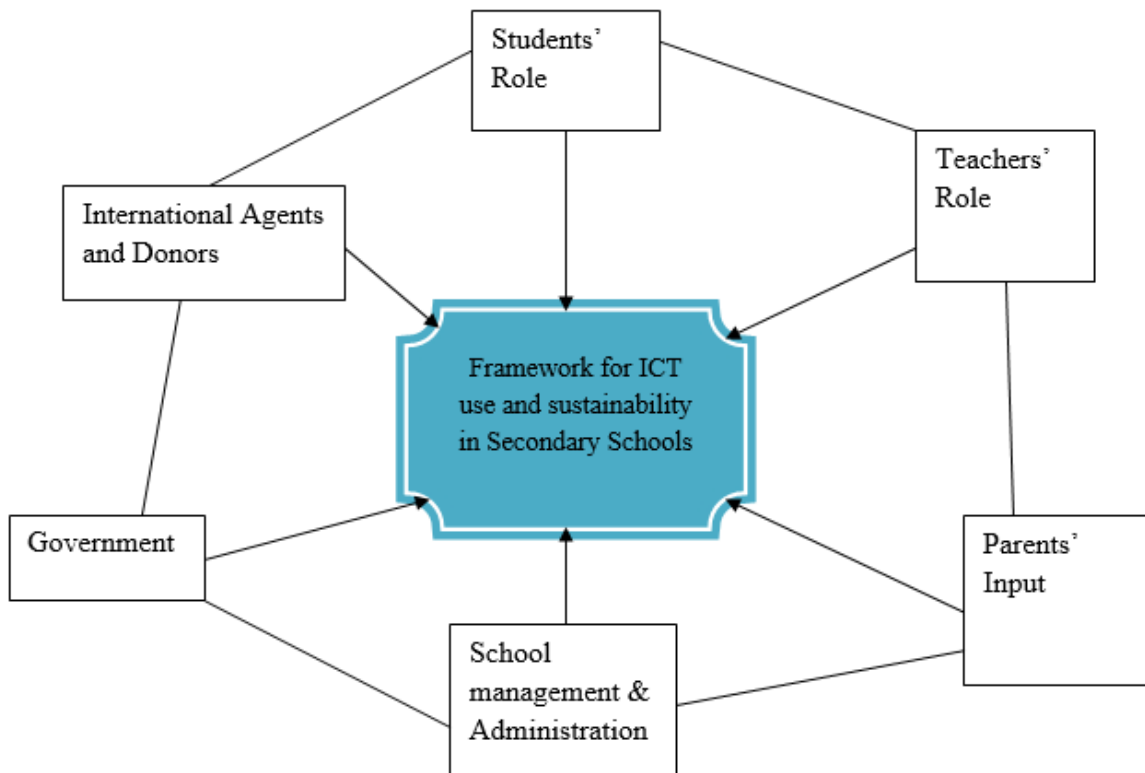 Students’
Role
Teachers’
Role
International Agents
and Donors
Framework for ICT
use and sustainability
in Secondary Schools
Government
Parents’
Input
School
management &
Administration